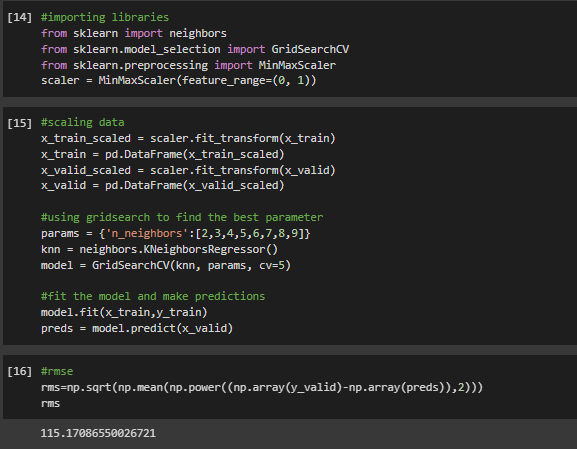 [14] #importing libraries
from sklearn import neighbors
from sklearn.model_selection import GridSearchCV
from sklearn.preprocessing import MinMaxScaler
scaler = MinMaxScaler(feature_range=(0, 1))
[15] #scaling data
x_train_scaled = scaler.fit_transform(x_train)
x_train = pd.DataFrame(x_train_scaled)
x_valid_scaled = scaler.fit_transform(x_valid)
x_valid = pd.DataFrame(x_valid_scaled)
#using gridsearch to find the best parameter
params = {'n_neighbors':[2,3,4,5,6,7,8,9]}
knn = neighbors.KNeighborsRegressor()
model = GridSearchCV(knn, params, cv=5)
#fit the model and make predictions
model.fit(x_train,y_train)
preds = model.predict(x_valid)
[16] #rmse
rms=np.sqrt(np.mean(np.power((np.array(y_valid)-np.array(preds)),2)))
rms
115.17086550026721